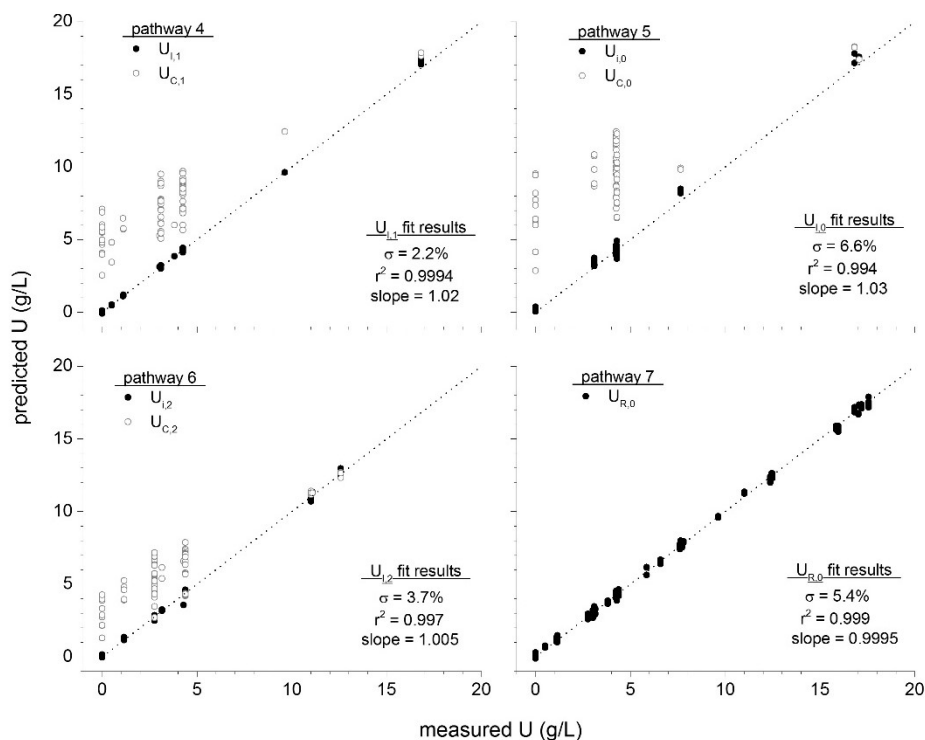 predicted U (g/L)
20
15
10
5
0
pathway 4
U_i,1
U_C,1
U_i,1 fit results
σ = 2.2%
r² = 0.9994
slope = 1.02
pathway 5
U_i,0
U_C,0
U_i,0 fit results
σ = 6.6%
r² = 0.994
slope = 1.03
20
15
10
5
0
pathway 6
U_i,2
U_C,2
U_i,2 fit results
σ = 3.7%
r² = 0.997
slope = 1.005
0 5 10 15 20
pathway 7
U_R,0
U_R,0 fit results
σ = 5.4%
r² = 0.999
slope = 0.9995
0 5 10 15 20
measured U (g/L)